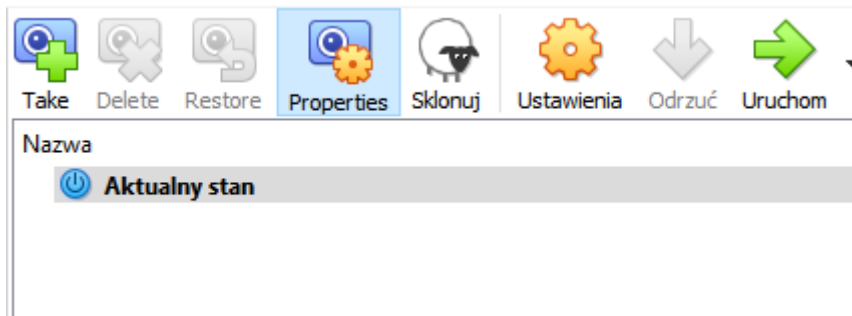 Take Delete Restore Properties Sklonuj Ustawienia Odrzuć Uruchom
Nazwa
Aktualny stan